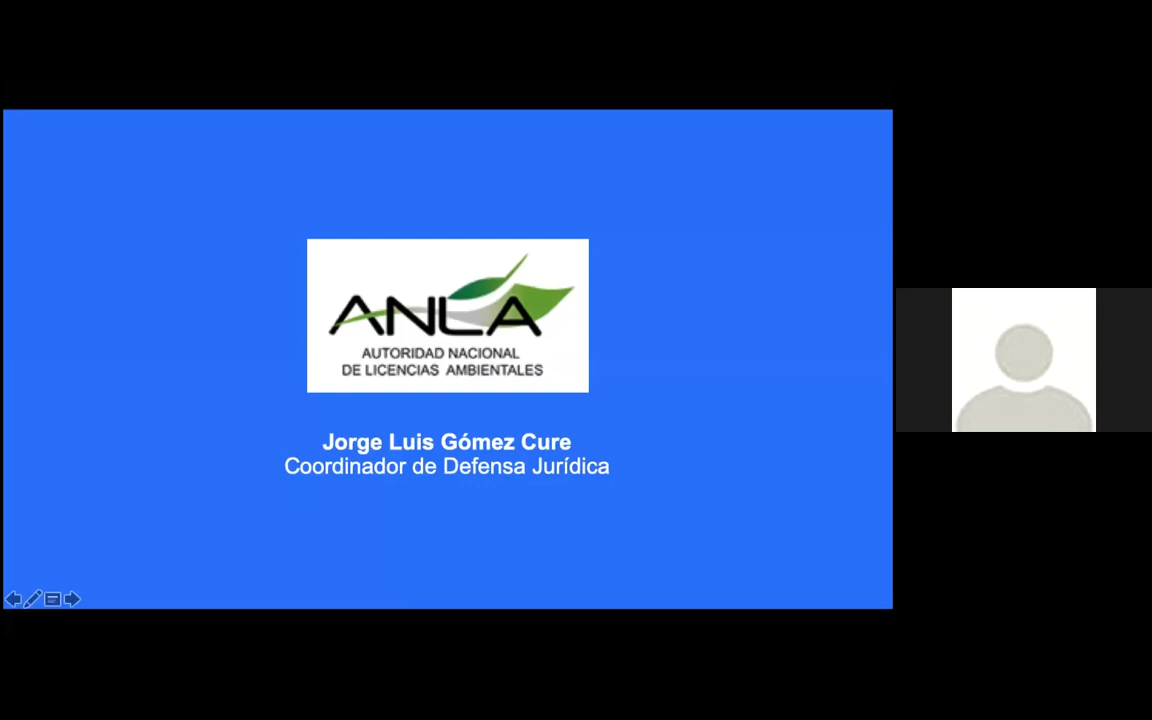 ANLA
AUTORIDAD NACIONAL
DE LICENCIAS AMBIENTALES
Jorge Luis Gómez Cure
Coordinador de Defensa Jurídica